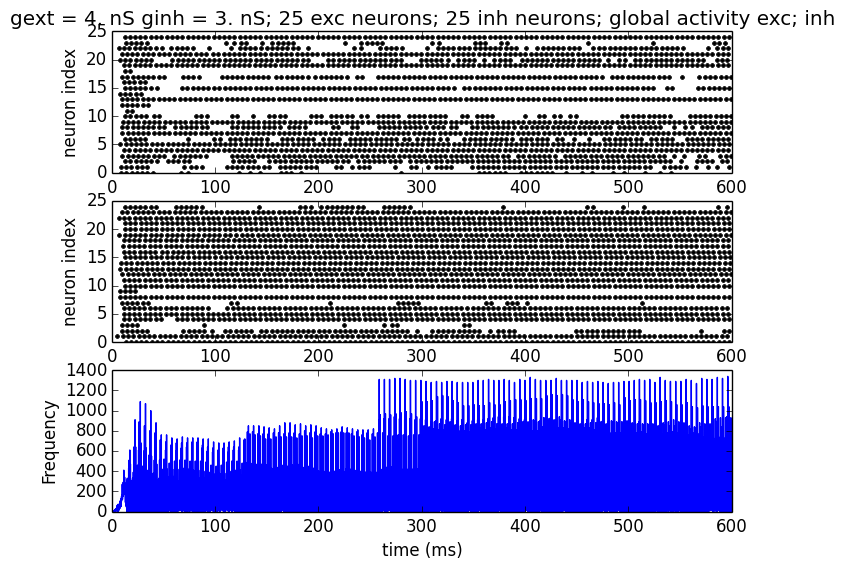 gext = 4. nS ginh = 3. nS; 25 exc neurons; 25 inh neurons; global activity exc; inh
25
20
15
10
5
0
neuron index
0 100 200 300 400 500 600
25
20
15
10
5
0
neuron index
0 100 200 300 400 500 600
1400
1200
1000
800
600
400
200
0
Frequency
0 100 200 300 400 500 600
time (ms)